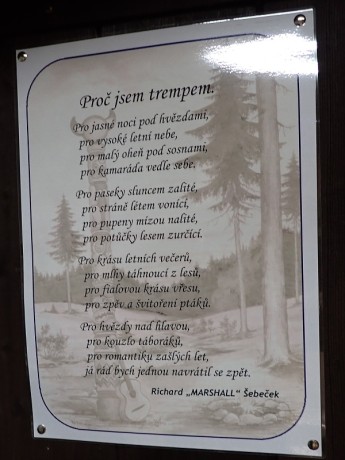 Proč jsem trempem.
Pro jasné noci pod hvězdami,
pro vysoké letní nebe,
pro malý oheň pod sosnami,
pro kamaráda vedle sebe.
Pro paseky sluncem zalité,
pro stráně létem vonící,
pro pupeny mízou nalité,
pro potůčky lesem zurčící.
Pro krásu letních večerů,
pro mlhy táhnoucí z lesů,
pro fialovou krásu vřesu,
pro zpěv a švitoření ptáků.
Pro hvězdy nad hlavou,
pro kouzlo táboráků,
pro romantiku zašlých let,
já rád bych jednou navrátil se zpět.
Richard „MARSHALL“ Šebeček